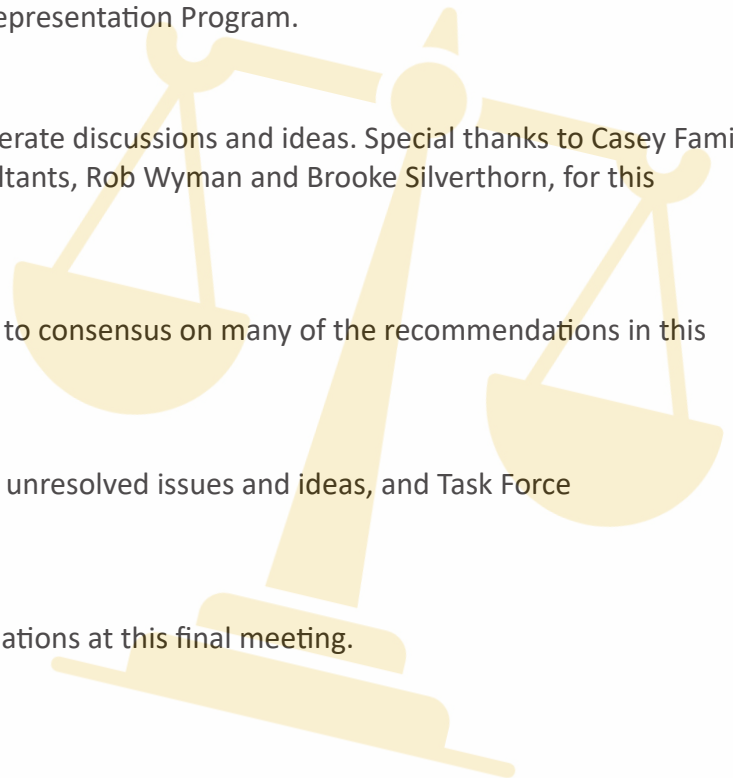 epresentation Program.
erate discussions and ideas. Special thanks to Casey Fami
ltants, Rob Wyman and Brooke Silverthorn, for this
to consensus on many of the recommendations in this
unresolved issues and ideas, and Task Force
ations at this final meeting.